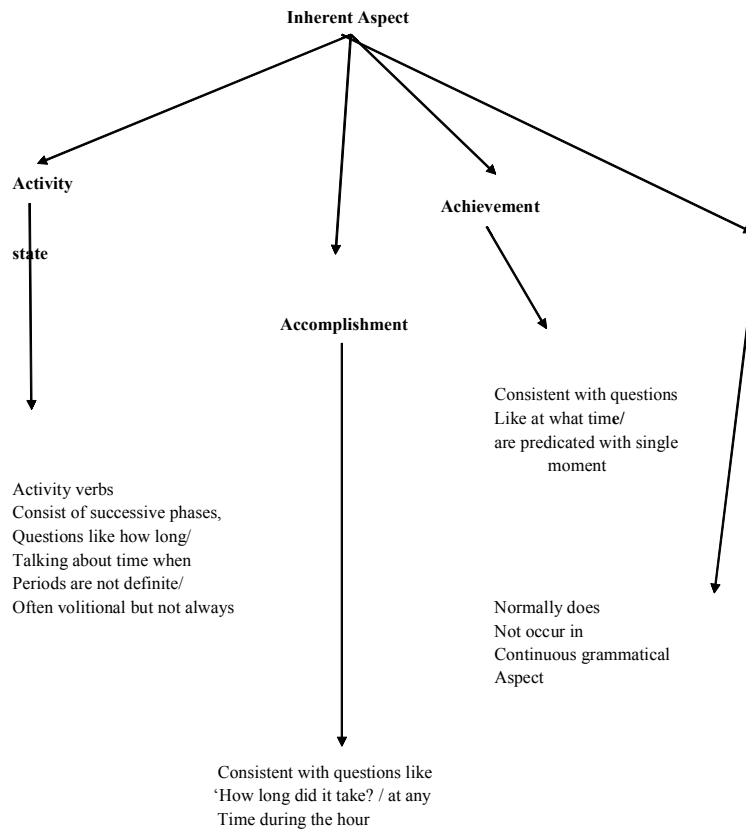 Inherent Aspect
Activity
Achievement
state
Accomplishment
Consistent with questions
Like at what time/
are predicated with single
moment
Activity verbs
Consist of successive phases,
Questions like how long/
Talking about time when
Periods are not definite/
Often volitional but not always
Normally does
Not occur in
Continuous grammatical
Aspect
Consistent with questions like
‘How long did it take? / at any
Time during the hour